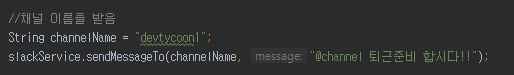 //채널 이름을 받음
String channelName = "devtycoon1";
slackService.sendMessageTo(channelName, message: "@channel 퇴근준비 합시다!!");